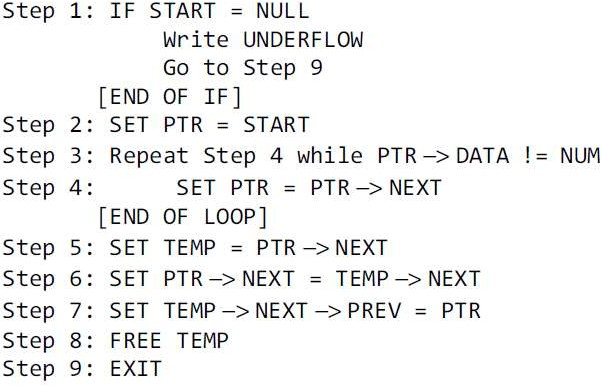 Step 1: IF START = NULL
Write UNDERFLOW
Go to Step 9
[END OF IF]
Step 2: SET PTR = START
Step 3: Repeat Step 4 while PTR —> DATA != NUM
Step 4: SET PTR = PTR —> NEXT
[END OF LOOP]
Step 5: SET TEMP = PTR —> NEXT
Step 6: SET PTR —> NEXT = TEMP —> NEXT
Step 7: SET TEMP —> NEXT —> PREV = PTR
Step 8: FREE TEMP
Step 9: EXIT